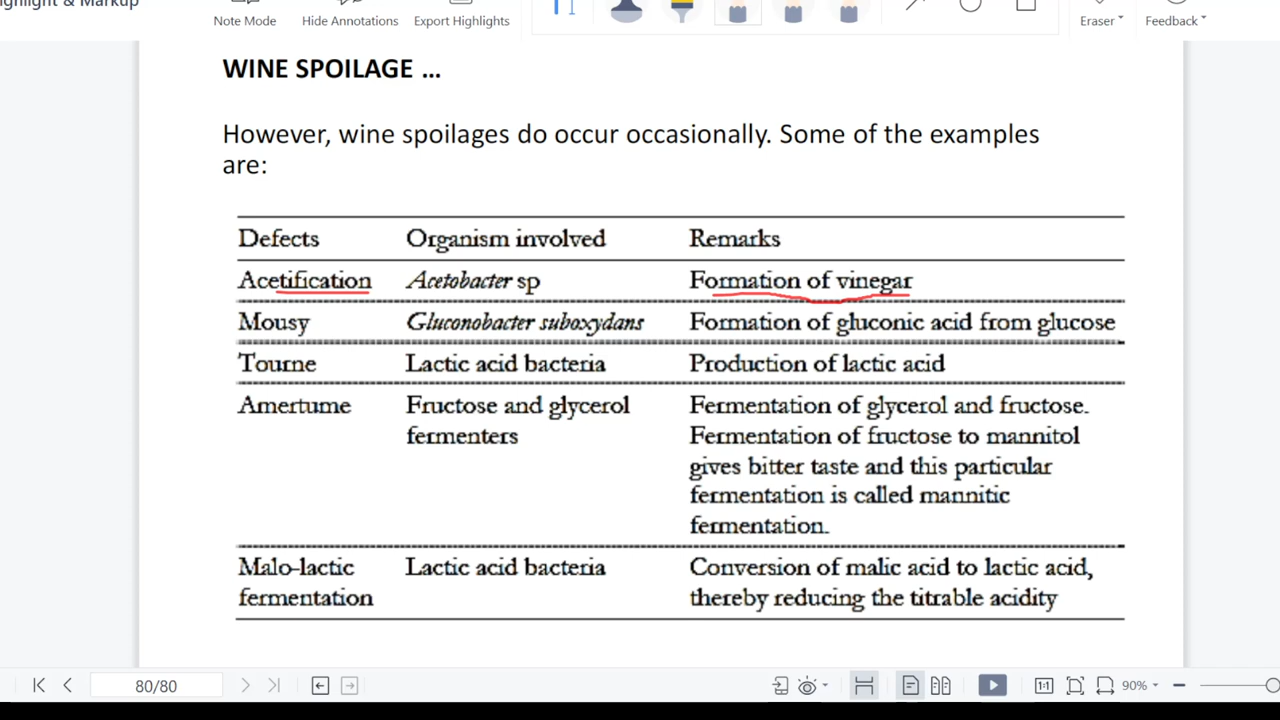 ighlight & Markup
Note Mode
Hide Annotations
Export Highlights
Eraser
Feedback
WINE SPOILAGE …
However, wine spoilages do occur occasionally. Some of the examples
are:
Defects Organism involved Remarks
Acetification Acetobacter sp Formation of vinegar
Mousy Gluconobacter suboxydans Formation of gluconic acid from glucose
Tourne Lactic acid bacteria Production of lactic acid
Amertume Fructose and glycerol Fermentation of glycerol and fructose.
fermenters Fermentation of fructose to mannitol
gives bitter taste and this particular
fermentation is called mannitic
fermentation.
Malo-lactic Lactic acid bacteria Conversion of malic acid to lactic acid,
fermentation thereby reducing the titrable acidity
80/80
1:1
90%